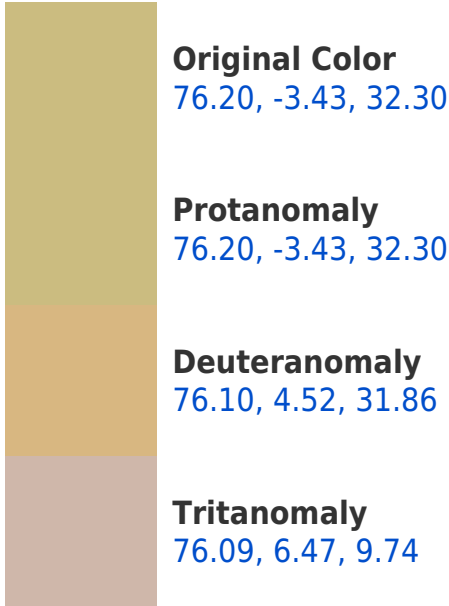 Original Color
76.20, -3.43, 32.30
Protanomaly
76.20, -3.43, 32.30
Deuteranomaly
76.10, 4.52, 31.86
Tritanomaly
76.09, 6.47, 9.74